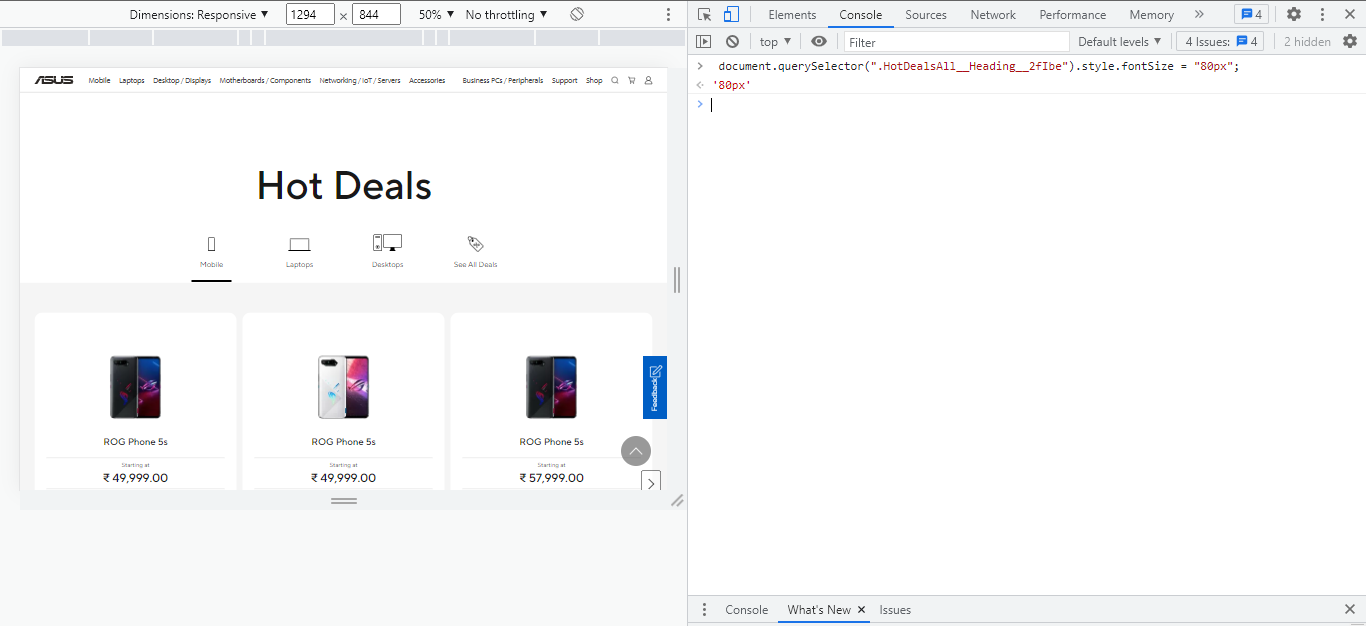 Dimensions: Responsive ▼ 1294 × 844 50% ▼ No throttling ▼
Elements Console Sources Network Performance Memory » 4
top ▼ Filter Default levels ▼ 4 Issues: 4 2 hidden
ASUS Mobile Laptops Desktop / Displays Motherboards / Components Networking / IoT / Servers Accessories Business PCs / Peripherals Support Shop
Hot Deals
Mobile Laptops Desktops See All Deals
Feedback
ROG Phone 5s ROG Phone 5s ROG Phone 5s
Starting at Starting at Starting at
₹ 49,999.00 ₹ 49,999.00 ₹ 57,999.00
> document.querySelector(".HotDealsAll__Heading__2fIbe").style.fontSize = "80px";
'80px'
>
Console What's New × Issues